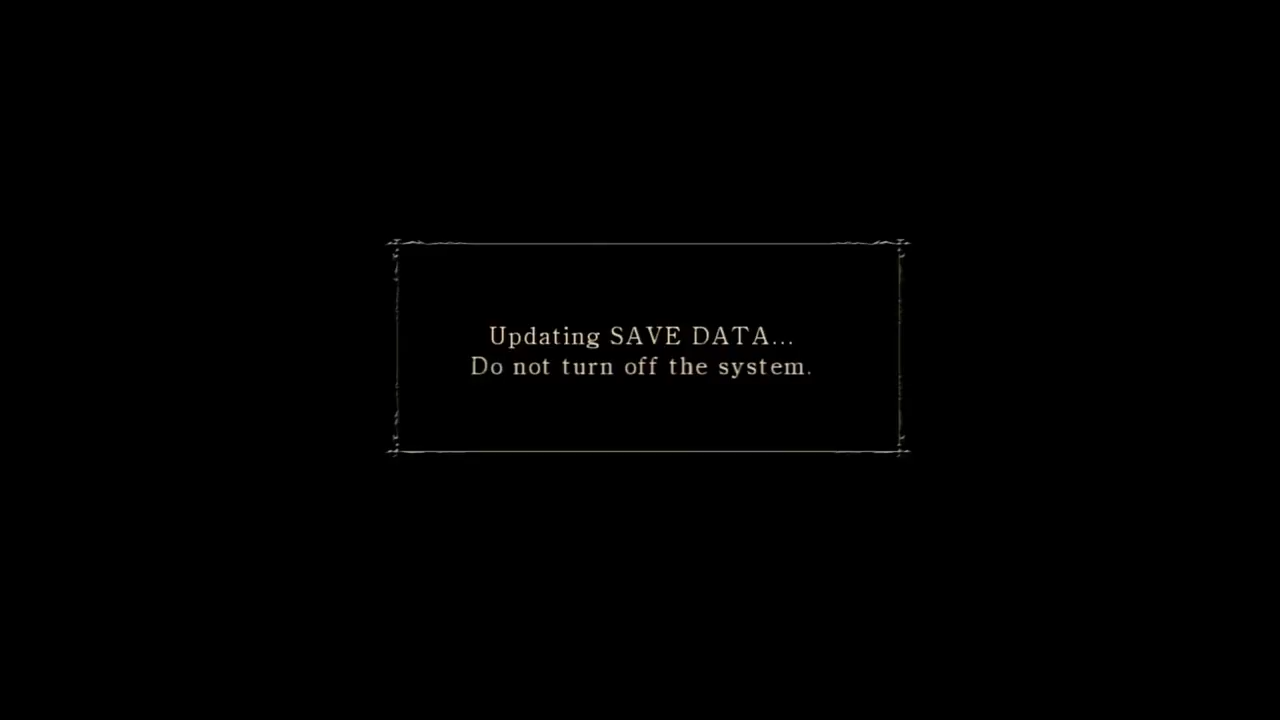 Updating SAVE DATA...
Do not turn off the system.